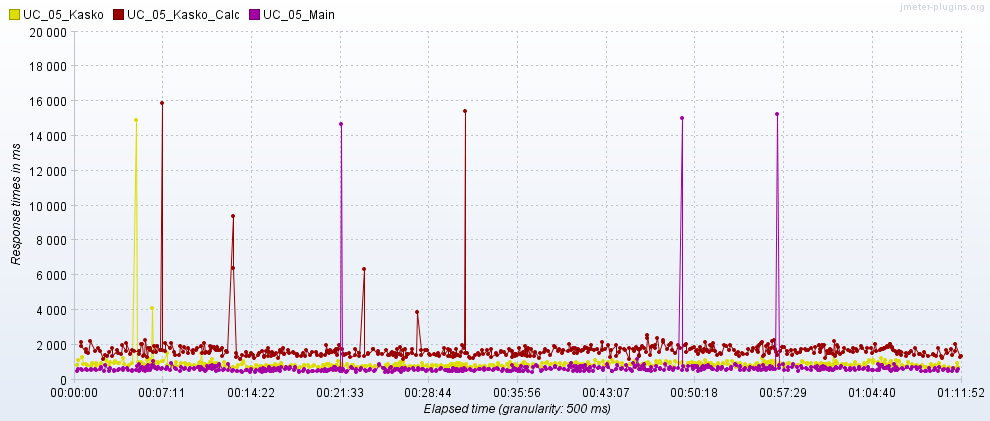 jmeter-plugins.org
UC_05_Kasko UC_05_Kasko_Calc UC_05_Main
20 000
18 000
16 000
14 000
12 000
10 000
8 000
6 000
4 000
2 000
0
Response times in ms
00:00:00 00:07:11 00:14:22 00:21:33 00:28:44 00:35:56 00:43:07 00:50:18 00:57:29 01:04:40 01:11:52
Elapsed time (granularity: 500 ms)